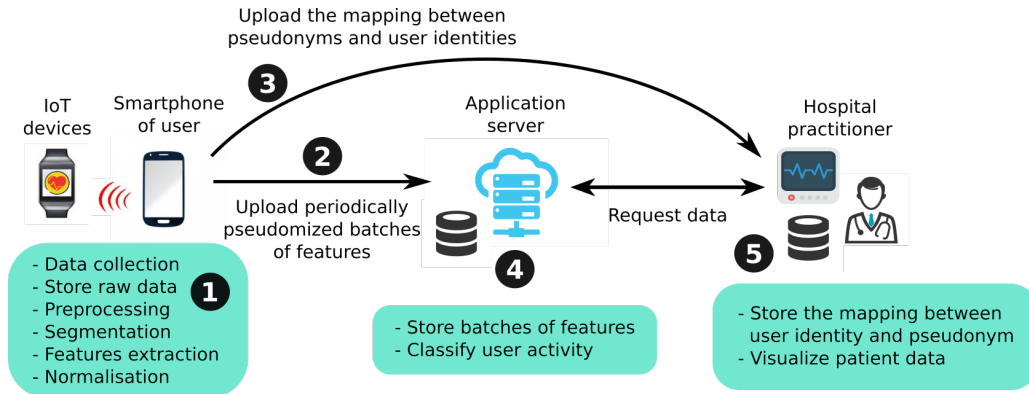 Upload the mapping between
pseudonyms and user identities
3
IoT
devices
Smartphone
of user
Application
server
Hospital
practitioner
2
Upload periodically
pseudomized batches
of features
Request data
4
5
1
- Data collection
- Store raw data
- Preprocessing
- Segmentation
- Features extraction
- Normalisation
- Store batches of features
- Classify user activity
- Store the mapping between
user identity and pseudonym
- Visualize patient data